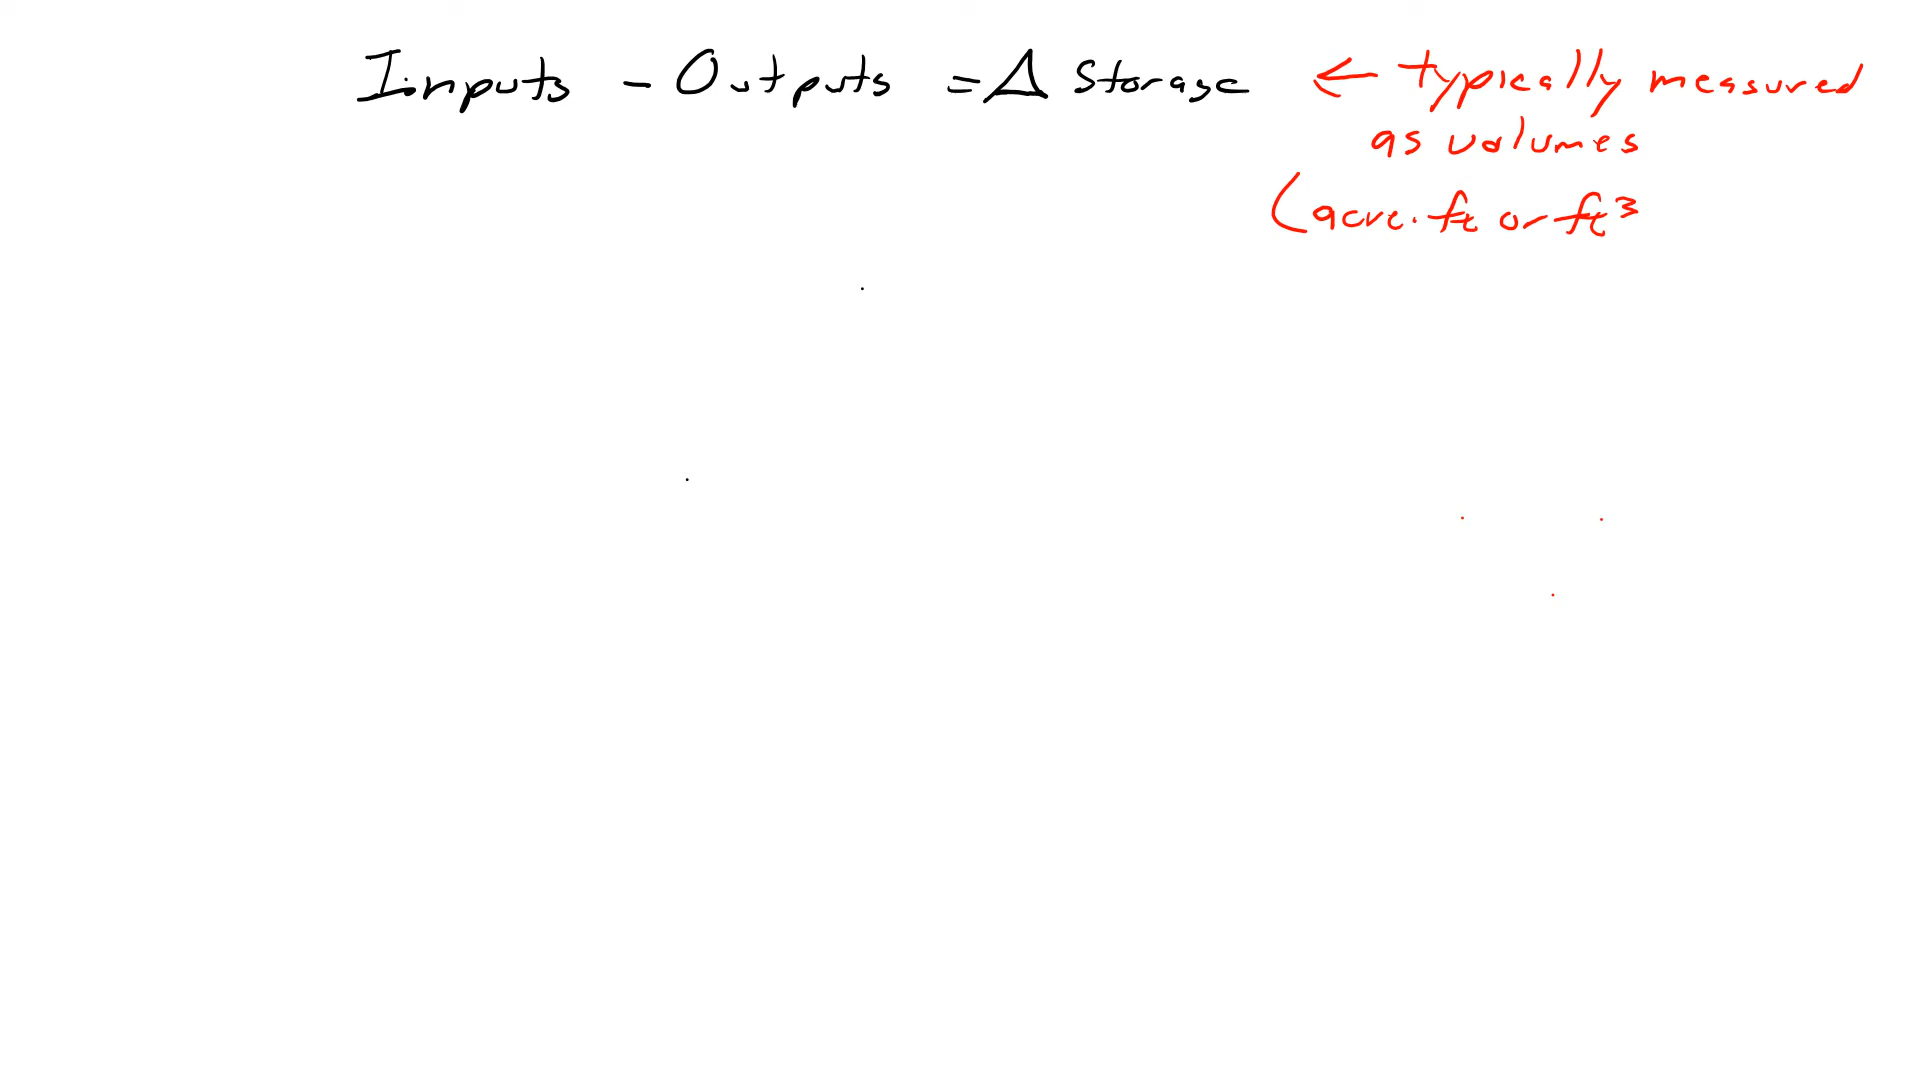 Inputs - Outputs = Δ Storage ← typically measured
as volumes
(acre·ft or ft³